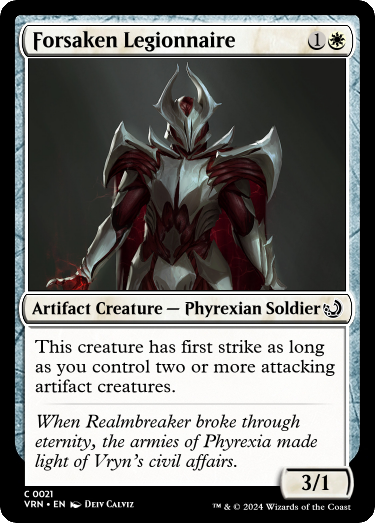 Forsaken Legionnaire 1
Artifact Creature — Phyrexian Soldier
This creature has first strike as long
as you control two or more attacking
artifact creatures.
When Realmbreaker broke through
eternity, the armies of Phyrexia made
light of Vryn's civil affairs.
3/1
C 0021
VRN • EN Deiv Calviz
™ & © 2024 Wizards of the Coast